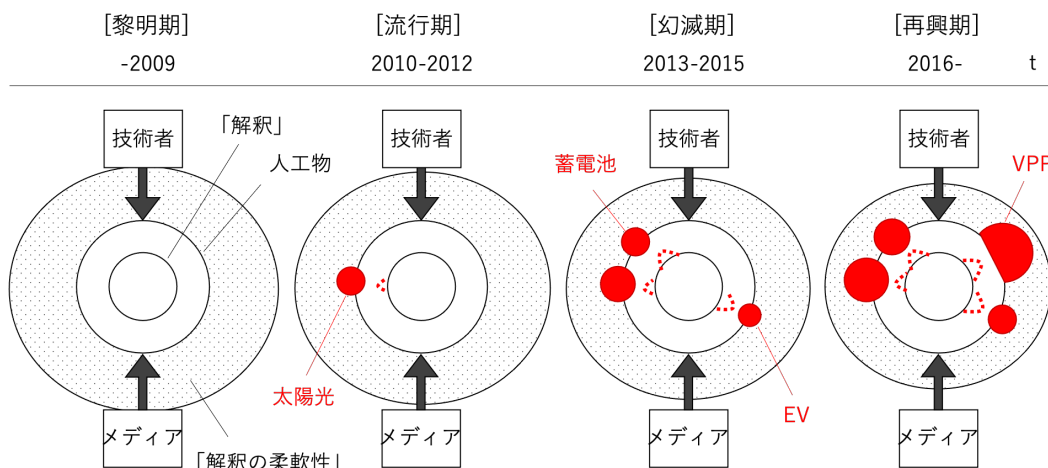 [黎明期]
[流行期]
[幻滅期]
[再興期]
-2009
2010-2012
2013-2015
2016-
t
技術者
「解釈」
人工物
技術者
技術者
蓄電池
技術者
VPP
太陽光
EV
メディア
「解釈の柔軟性」
メディア
メディア
メディア